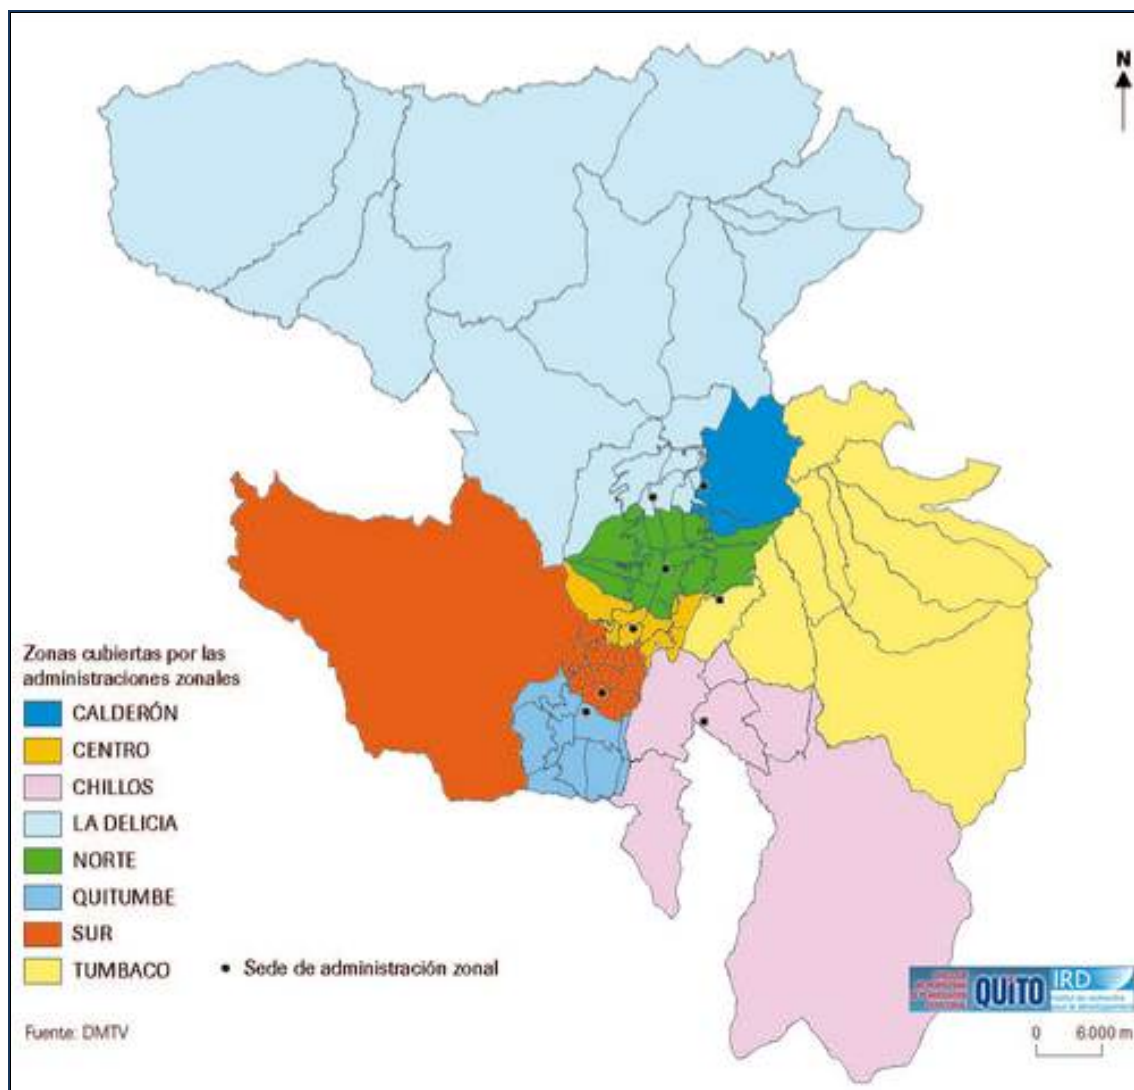 N
Zonas cubiertas por las
administraciones zonales
CALDERÓN
CENTRO
CHILLOS
LA DELICIA
NORTE
QUITUMBE
SUR
TUMBACO
Sede de administración zonal
Fuente: DMTV
QUITO
IRD
0 6.000 m